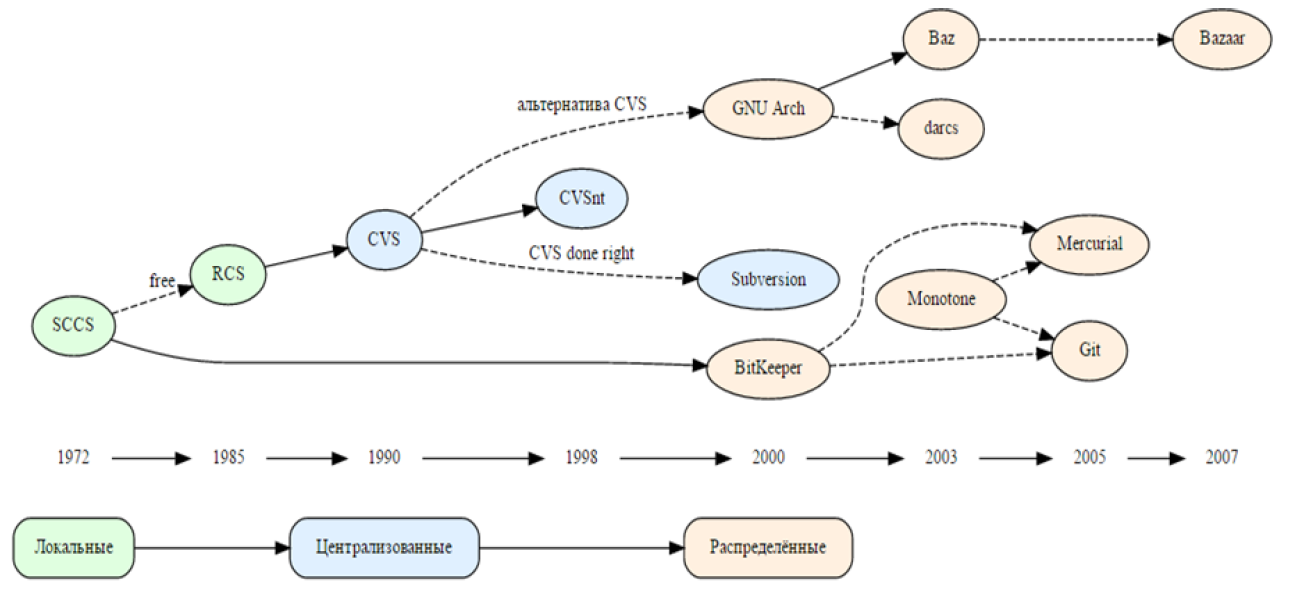 Baz
Bazaar
альтернатива CVS
GNU Arch
darcs
CVSnt
CVS
CVS done right
Mercurial
free
RCS
Subversion
Monotone
SCCS
BitKeeper
Git
1972 1985 1990 1998 2000 2003 2005 2007
Локальные
Централизованные
Распределённые